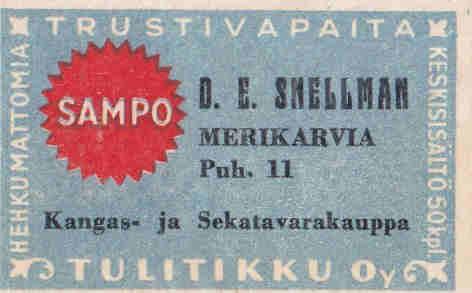 TRUSTIVAPAITA
HEHKUMATTOMIA
SAMPO
D. E. SNELLMAN
MERIKARVIA
Puh. 11
Kangas- ja Sekatavarakauppa
KESKISISÄLTÖ 50 kpl.
TULITIKKU Oy